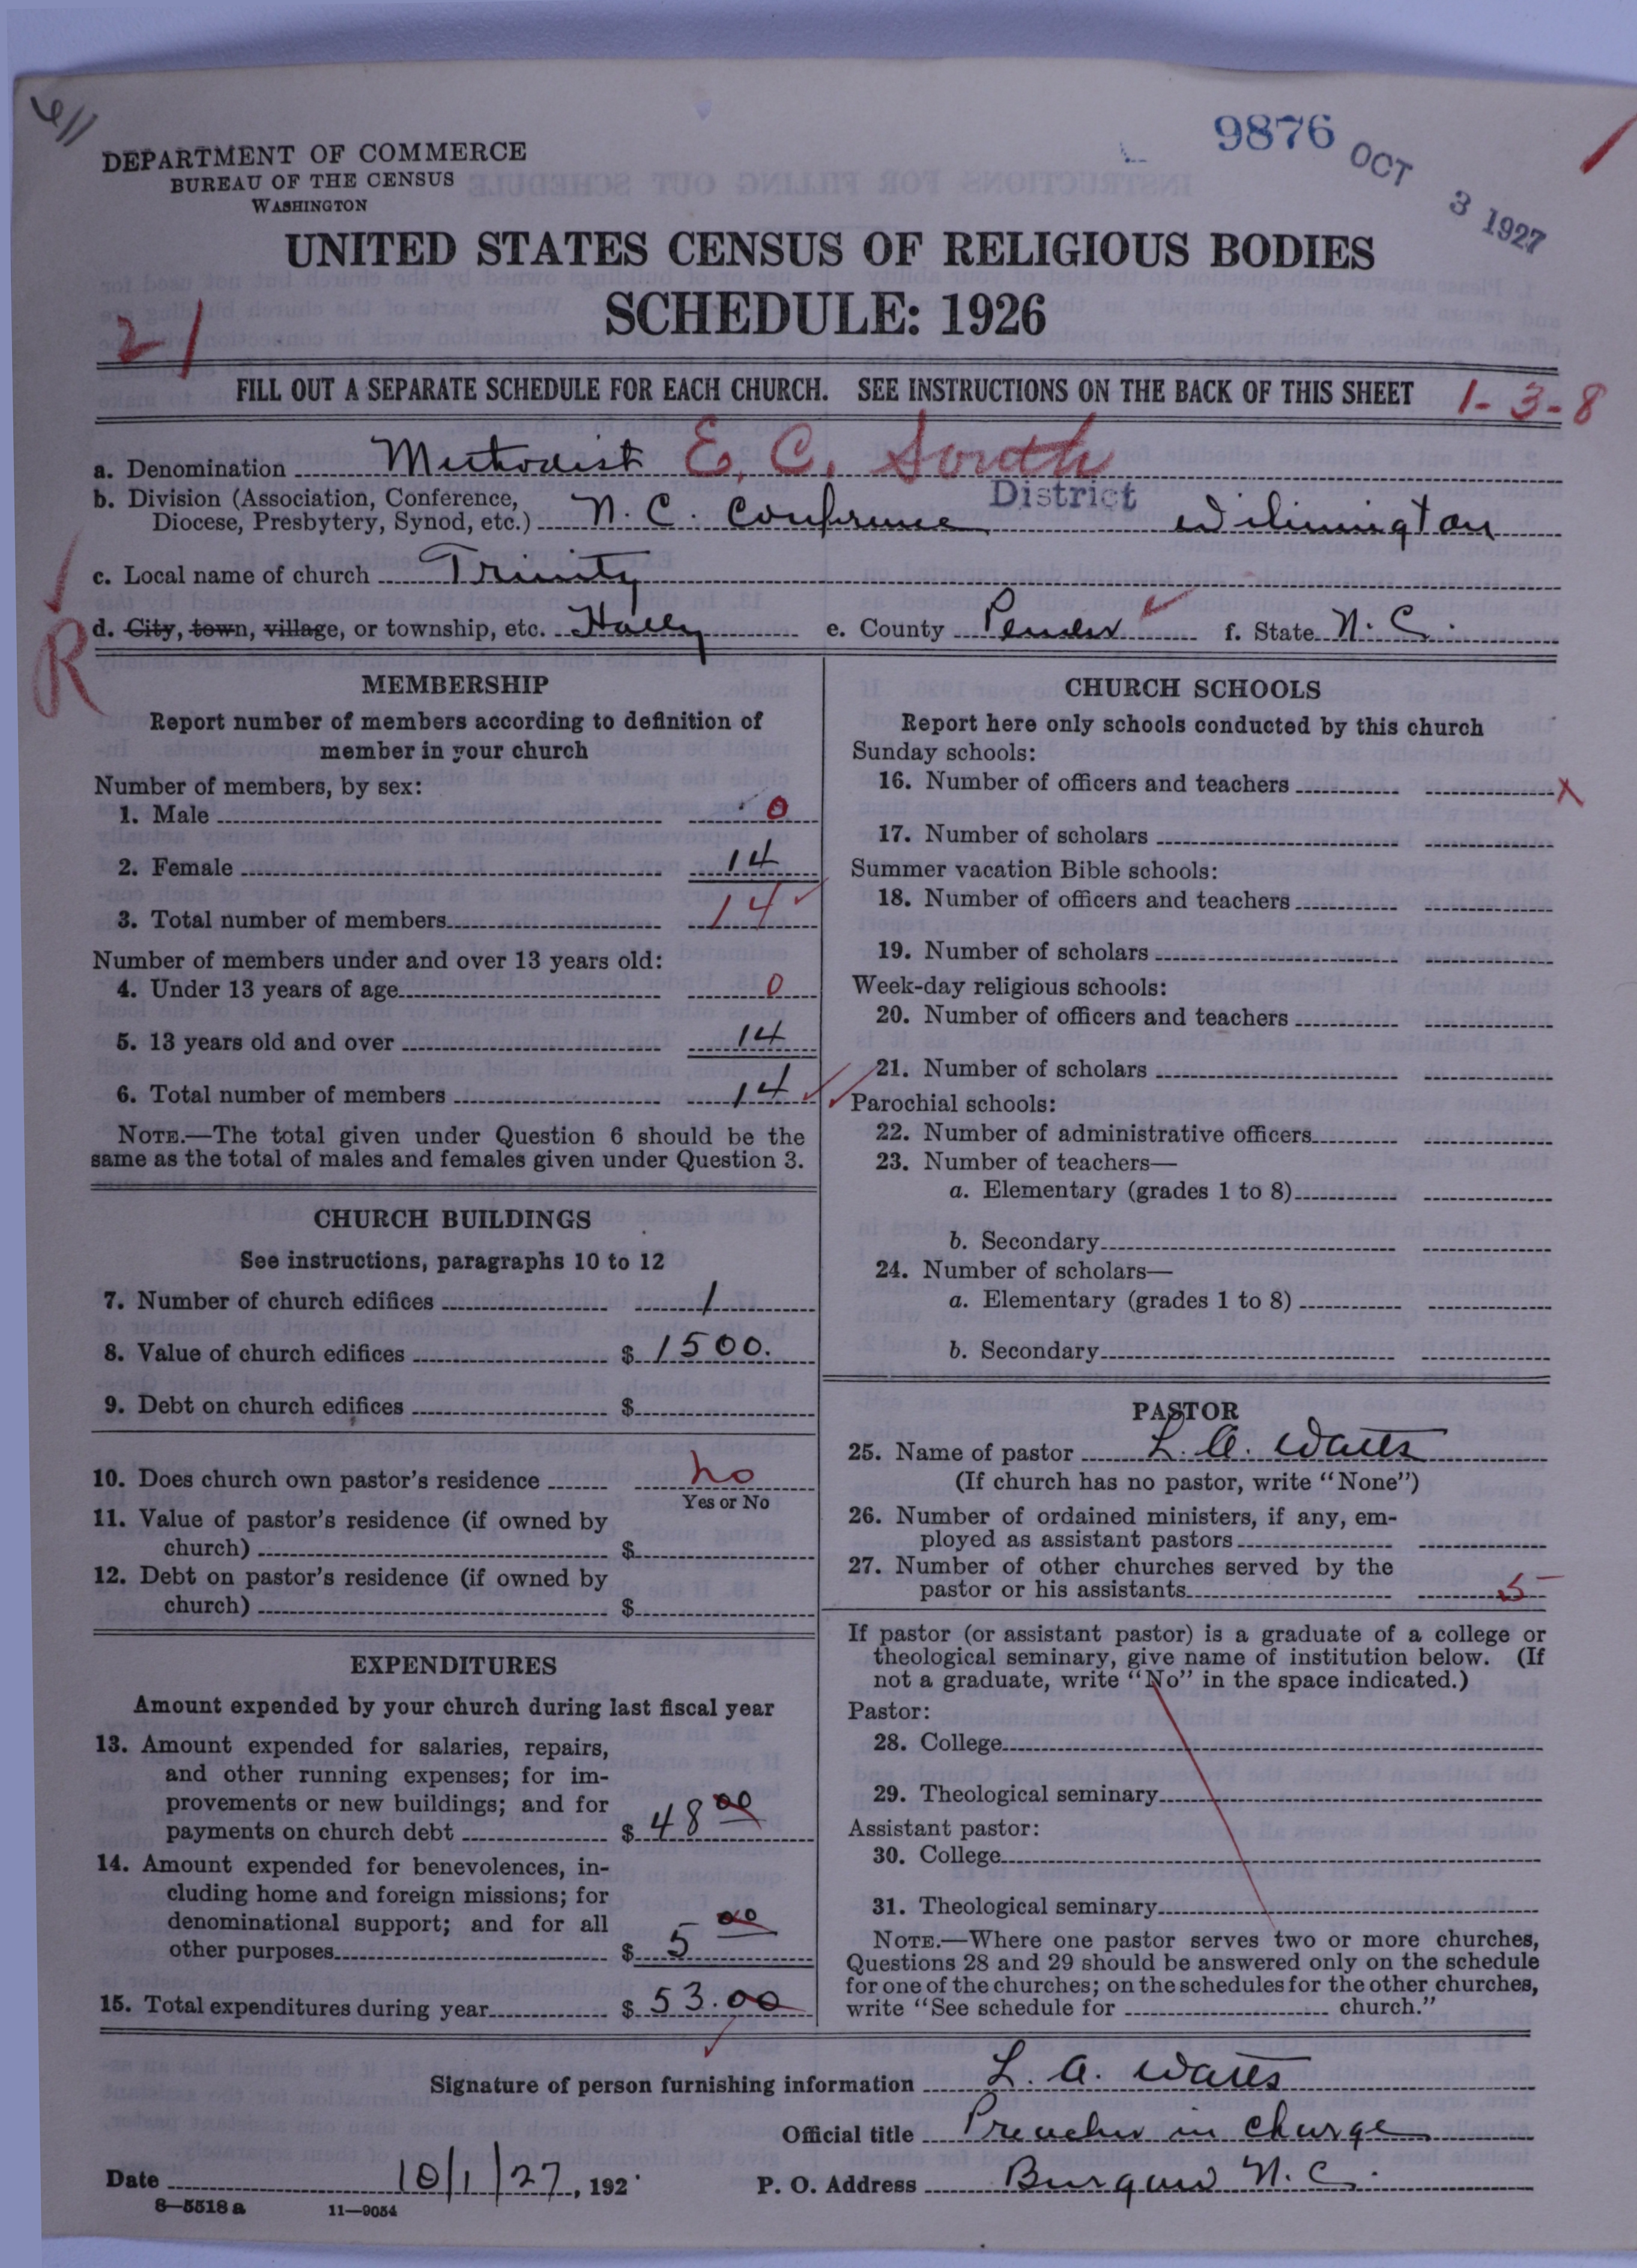 611
9876
OCT 3 1927
DEPARTMENT OF COMMERCE
BUREAU OF THE CENSUS
WASHINGTON
UNITED STATES CENSUS OF RELIGIOUS BODIES
SCHEDULE: 1926
21
FILL OUT A SEPARATE SCHEDULE FOR EACH CHURCH. SEE INSTRUCTIONS ON THE BACK OF THIS SHEET 1-3-8
a. Denomination Methodist E. C. South
b. Division (Association, Conference, District
Diocese, Presbytery, Synod, etc.) N. C. Conference Wilmington
c. Local name of church Trinity
d. City, town, village, or township, etc. Holly e. County Pender f. State N. C.
R
MEMBERSHIP
Report number of members according to definition of
member in your church
Number of members, by sex:
1. Male 0
2. Female 14
3. Total number of members 14
Number of members under and over 13 years old:
4. Under 13 years of age 0
5. 13 years old and over 14
6. Total number of members 14
NOTE.—The total given under Question 6 should be the
same as the total of males and females given under Question 3.
CHURCH BUILDINGS
See instructions, paragraphs 10 to 12
7. Number of church edifices 1
8. Value of church edifices $ 1500.
9. Debt on church edifices $
10. Does church own pastor's residence no
Yes or No
11. Value of pastor's residence (if owned by
church) $
12. Debt on pastor's residence (if owned by
church) $
EXPENDITURES
Amount expended by your church during last fiscal year
13. Amount expended for salaries, repairs,
and other running expenses; for im-
provements or new buildings; and for
payments on church debt $ 48 00
14. Amount expended for benevolences, in-
cluding home and foreign missions; for
denominational support; and for all
other purposes $ 5 00
15. Total expenditures during year $ 53.00
CHURCH SCHOOLS
Report here only schools conducted by this church
Sunday schools:
16. Number of officers and teachers X
17. Number of scholars
Summer vacation Bible schools:
18. Number of officers and teachers
19. Number of scholars
Week-day religious schools:
20. Number of officers and teachers
21. Number of scholars
Parochial schools:
22. Number of administrative officers
23. Number of teachers—
a. Elementary (grades 1 to 8)
b. Secondary
24. Number of scholars—
a. Elementary (grades 1 to 8)
b. Secondary
PASTOR
25. Name of pastor L. A. Watts
(If church has no pastor, write "None")
26. Number of ordained ministers, if any, em-
ployed as assistant pastors
27. Number of other churches served by the
pastor or his assistants 5
If pastor (or assistant pastor) is a graduate of a college or
theological seminary, give name of institution below. (If
not a graduate, write "No" in the space indicated.)
Pastor:
28. College
29. Theological seminary
Assistant pastor:
30. College
31. Theological seminary
NOTE.—Where one pastor serves two or more churches,
Questions 28 and 29 should be answered only on the schedule
for one of the churches; on the schedules for the other churches,
write "See schedule for church."
Signature of person furnishing information L. A. Watts
Official title Preacher in charge
Date 10/1/27, 192 P. O. Address Burgaw N. C.
8—5518 a 11—9054